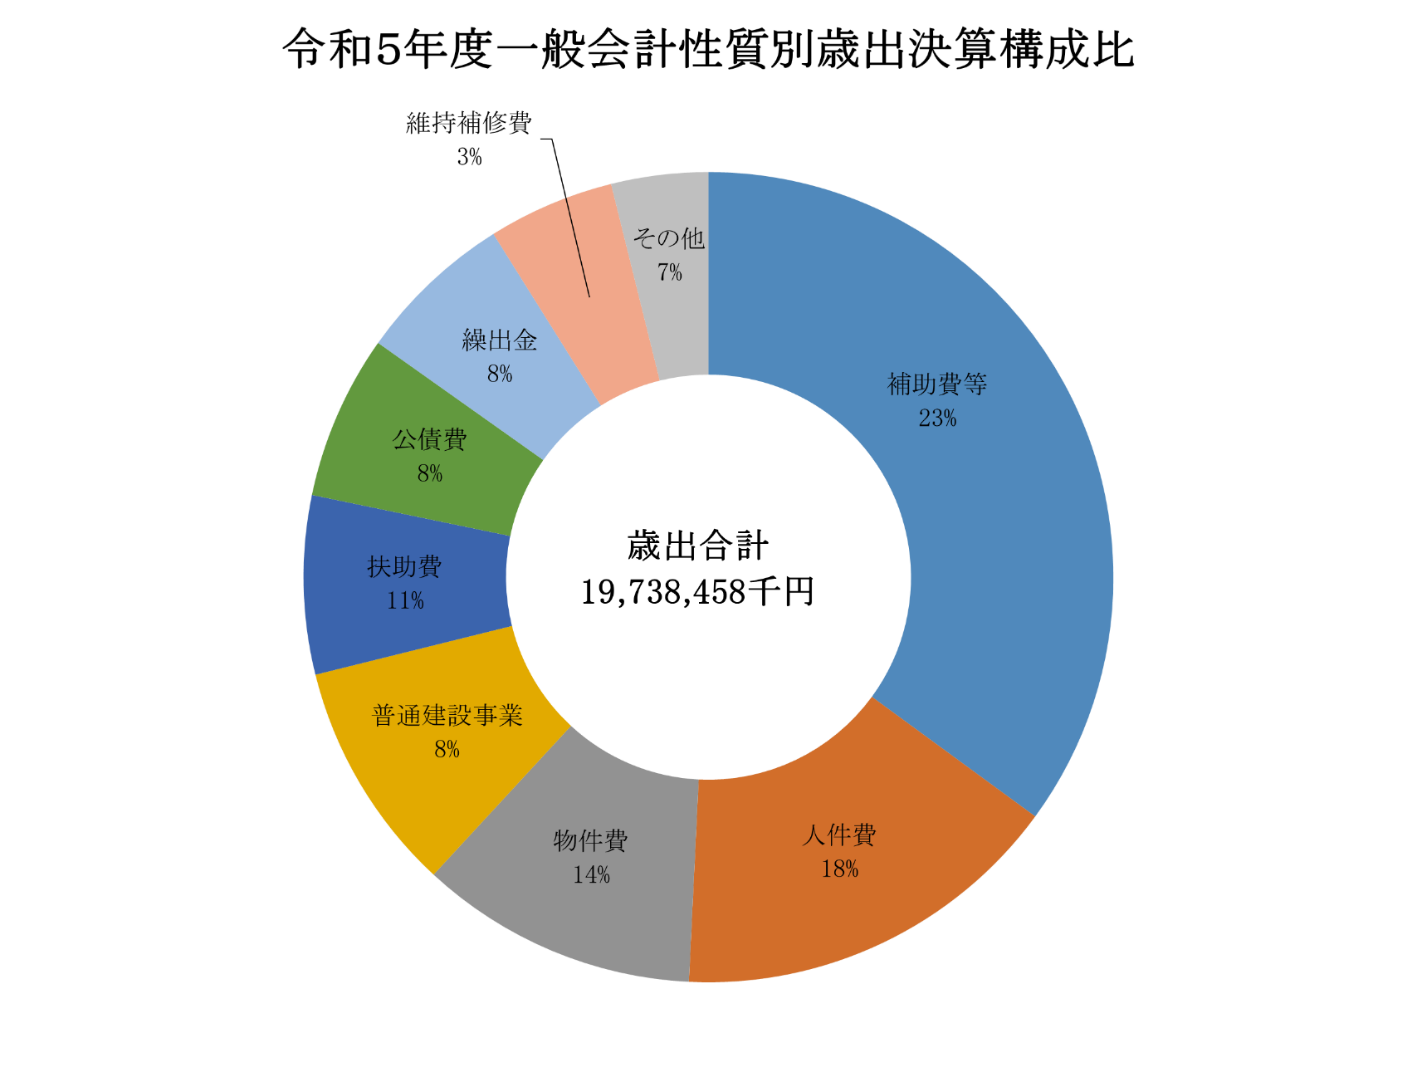 令和5年度一般会計性質別歳出決算構成比
維持補修費
3%
その他
7%
補助費等
23%
繰出金
8%
公債費
8%
歳出合計
19,738,458千円
扶助費
11%
普通建設事業
8%
物件費
14%
人件費
18%